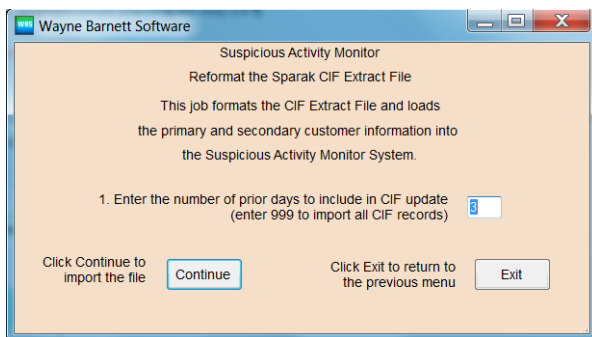 WBS Wayne Barnett Software
Suspicious Activity Monitor
Reformat the Sparak CIF Extract File
This job formats the CIF Extract File and loads
the primary and secondary customer information into
the Suspicious Activity Monitor System.
1. Enter the number of prior days to include in CIF update
(enter 999 to import all CIF records)
3
Click Continue to
import the file
Continue
Click Exit to return to
the previous menu
Exit